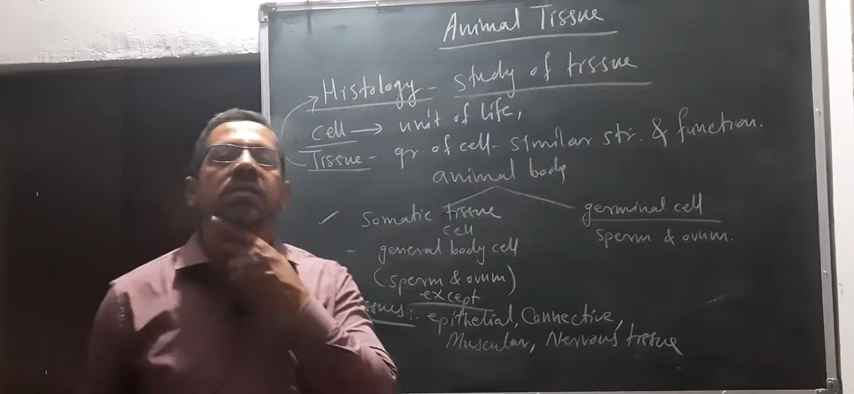 Animal Tissue
Histology - study of tissue
cell → unit of life,
Tissue - gr. of cell - similar str. & function.
animal body
somatic tissue
cell
germinal cell
sperm & ovum.
- general body cell
(sperm & ovum)
except
epithelial, Connective,
Muscular, Nervous tissue